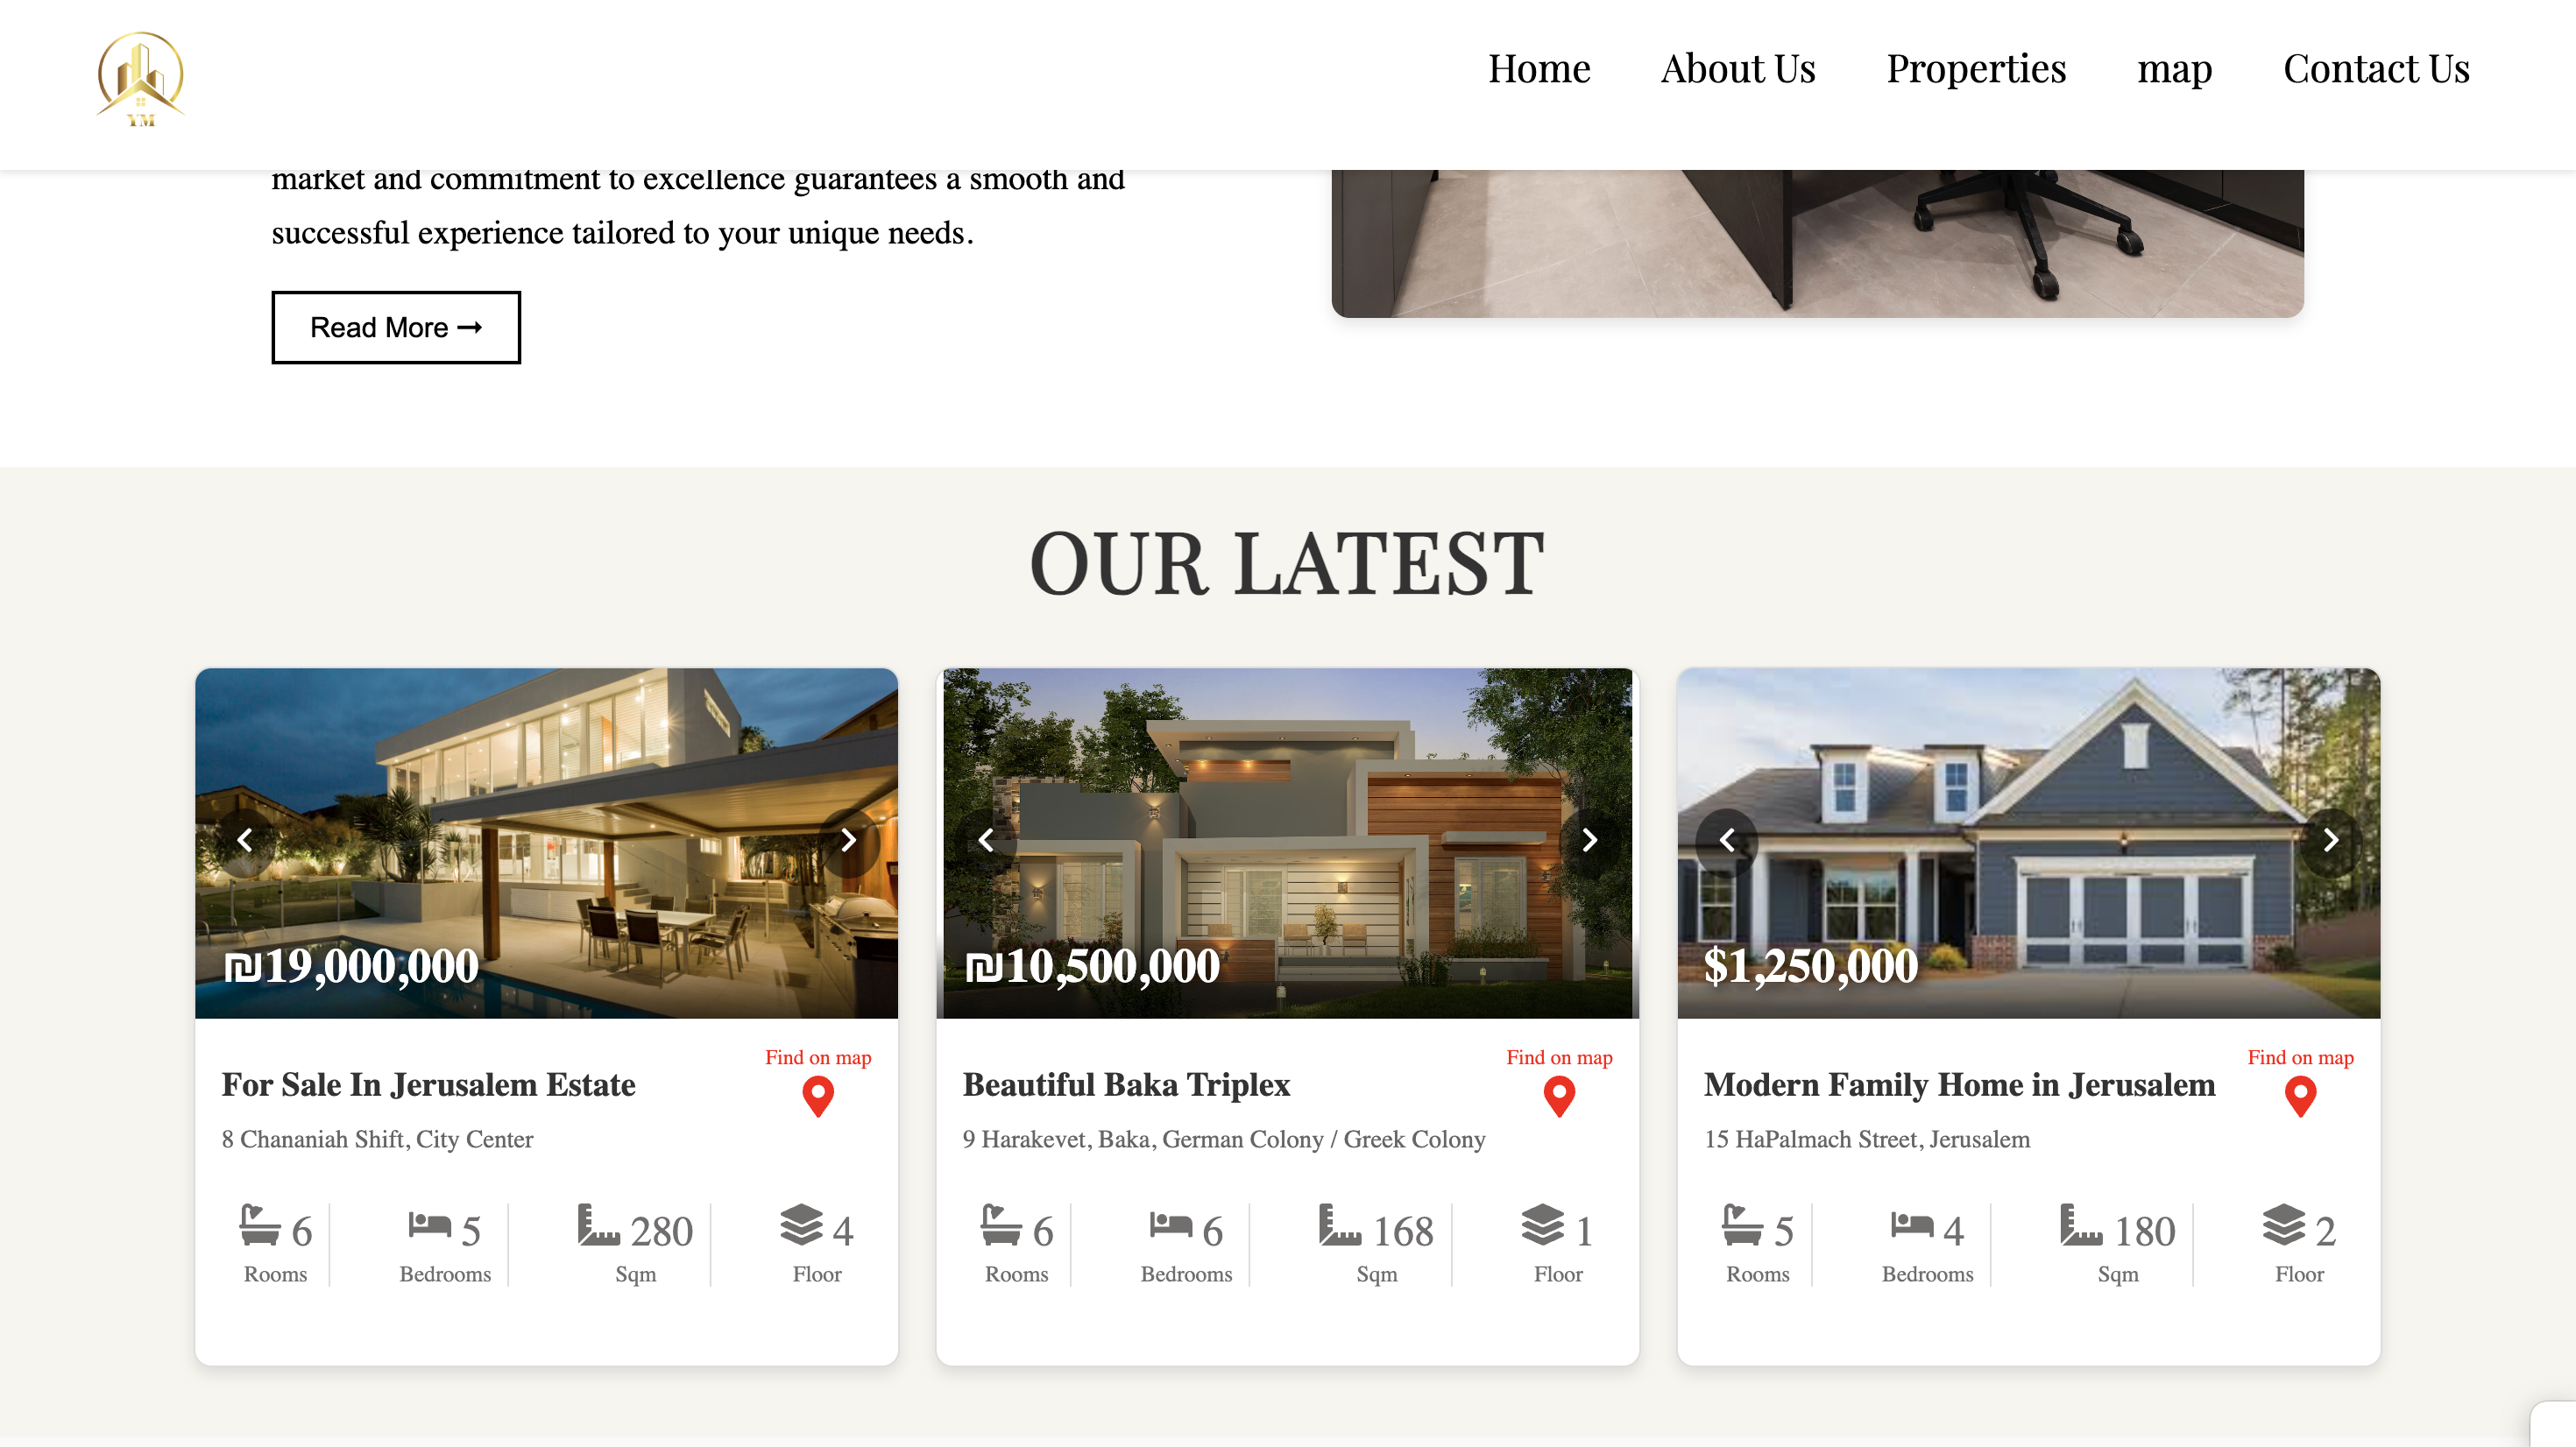 YM
Home About Us Properties map Contact Us
market and commitment to excellence guarantees a smooth and
successful experience tailored to your unique needs.
Read More →
OUR LATEST
₪19,000,000
Find on map
For Sale In Jerusalem Estate
8 Chananiah Shift, City Center
6 5 280 4
Rooms Bedrooms Sqm Floor
₪10,500,000
Find on map
Beautiful Baka Triplex
9 Harakevet, Baka, German Colony / Greek Colony
6 6 168 1
Rooms Bedrooms Sqm Floor
$1,250,000
Find on map
Modern Family Home in Jerusalem
15 HaPalmach Street, Jerusalem
5 4 180 2
Rooms Bedrooms Sqm Floor